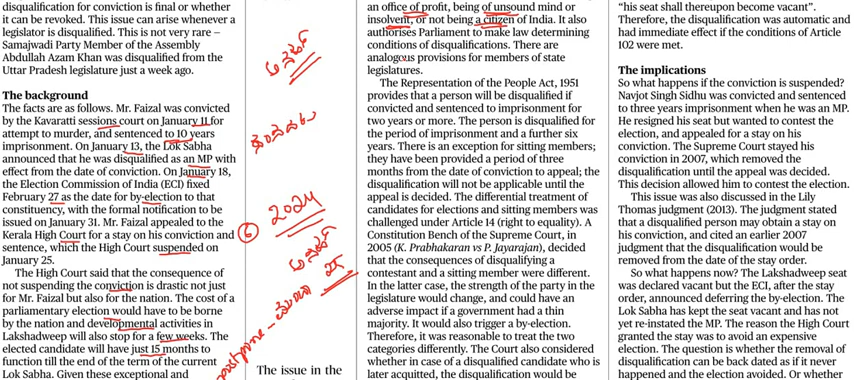 disqualification for conviction is final or whether
it can be revoked. This issue can arise whenever a
legislator is disqualified. This is not very rare –
Samajwadi Party Member of the Assembly
Abdullah Azam Khan was disqualified from the
Uttar Pradesh legislature just a week ago.
The background
The facts are as follows. Mr. Faizal was convicted
by the Kavaratti sessions court on January 11 for
attempt to murder, and sentenced to 10 years
imprisonment. On January 13, the Lok Sabha
announced that he was disqualified as an MP with
effect from the date of conviction. On January 18,
the Election Commission of India (ECI) fixed
February 27 as the date for by-election to that
constituency, with the formal notification to be
issued on January 31. Mr. Faizal appealed to the
Kerala High Court for a stay on his conviction and
sentence, which the High Court suspended on
January 25.
The High Court said that the consequence of
not suspending the conviction is drastic not just
for Mr. Faizal but also for the nation. The cost of a
parliamentary election would have to be borne
by the nation and developmental activities in
Lakshadweep will also stop for a few weeks. The
elected candidate will have just 15 months to
function till the end of the term of the current
Lok Sabha. Given these exceptional and
6
2024
25
postpone
The issue in the
an office of profit, being of unsound mind or
insolvent, or not being a citizen of India. It also
authorises Parliament to make law determining
conditions of disqualifications. There are
analogous provisions for members of state
legislatures.
The Representation of the People Act, 1951
provides that a person will be disqualified if
convicted and sentenced to imprisonment for
two years or more. The person is disqualified for
the period of imprisonment and a further six
years. There is an exception for sitting members;
they have been provided a period of three
months from the date of conviction to appeal; the
disqualification will not be applicable until the
appeal is decided. The differential treatment of
candidates for elections and sitting members was
challenged under Article 14 (right to equality). A
Constitution Bench of the Supreme Court, in
2005 (K. Prabhakaran vs P. Jayarajan), decided
that the consequences of disqualifying a
contestant and a sitting member were different.
In the latter case, the strength of the party in the
legislature would change, and could have an
adverse impact if a government had a thin
majority. It would also trigger a by-election.
Therefore, it was reasonable to treat the two
categories differently. The Court also considered
whether in case of a disqualified candidate who is
later acquitted, the disqualification would be
“his seat shall thereupon become vacant”.
Therefore, the disqualification was automatic and
had immediate effect if the conditions of Article
102 were met.
The implications
So what happens if the conviction is suspended?
Navjot Singh Sidhu was convicted and sentenced
to three years imprisonment when he was an MP.
He resigned his seat but wanted to contest the
election, and appealed for a stay on his
conviction. The Supreme Court stayed his
conviction in 2007, which removed the
disqualification until the appeal was decided.
This decision allowed him to contest the election.
This issue was also discussed in the Lily
Thomas judgment (2013). The judgment stated
that a disqualified person may obtain a stay on
his conviction, and cited an earlier 2007
judgment that the disqualification would be
removed from the date of the stay order.
So what happens now? The Lakshadweep seat
was declared vacant but the ECI, after the stay
order, announced deferring the by-election. The
Lok Sabha has kept the seat vacant and has not
yet re-instated the MP. The reason the High Court
granted the stay was to avoid an expensive
election. The question is whether the removal of
disqualification can be back dated as if it never
happened and the election avoided. Or whether